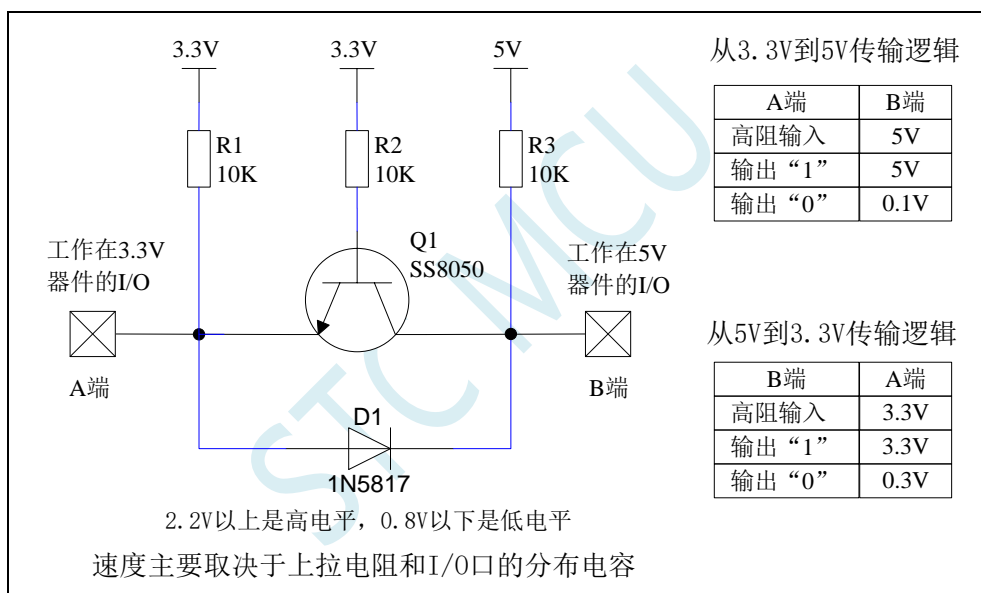 3.3V
3.3V
5V
R1
10K
R2
10K
R3
10K
Q1
SS8050
工作在3.3V
器件的I/O
工作在5V
器件的I/O
A端
B端
D1
1N5817
2.2V以上是高电平，0.8V以下是低电平
速度主要取决于上拉电阻和I/O口的分布电容
从3.3V到5V传输逻辑
A端 B端
高阻输入 5V
输出“1” 5V
输出“0” 0.1V
从5V到3.3V传输逻辑
B端 A端
高阻输入 3.3V
输出“1” 3.3V
输出“0” 0.3V
STC MCU